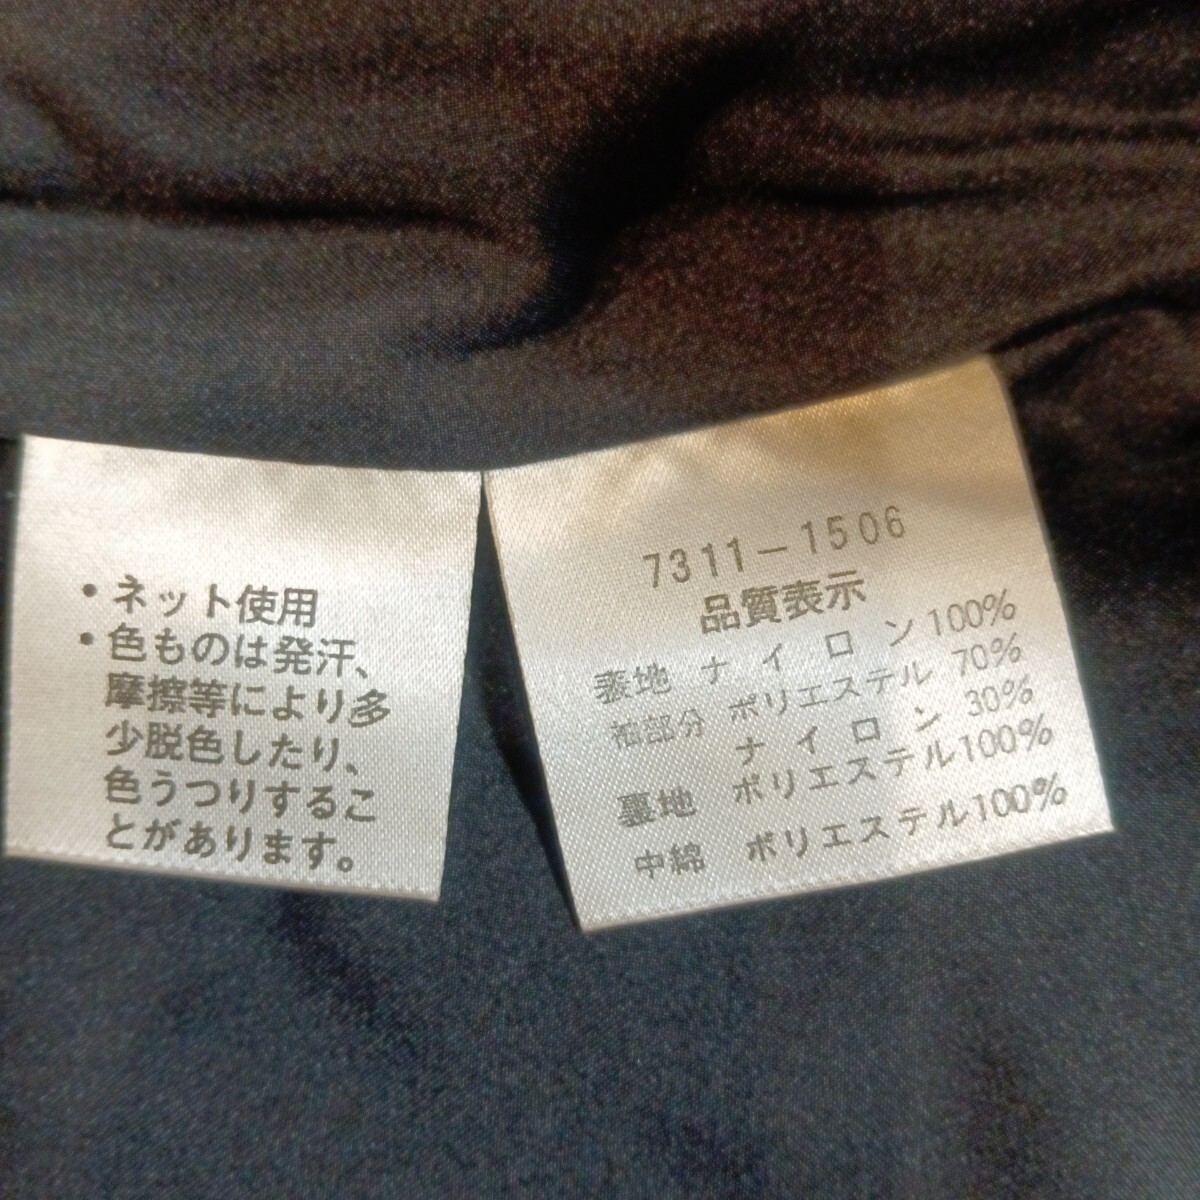 ・ネット使用
・色ものは発汗、
摩擦等により多
少脱色したり、
色うつりするこ
とがあります。
7311-1506
品質表示
表地 ナイロン100%
袖部分 ポリエステル 70%
ナイロン 30%
裏地 ポリエステル100%
中綿 ポリエステル100%